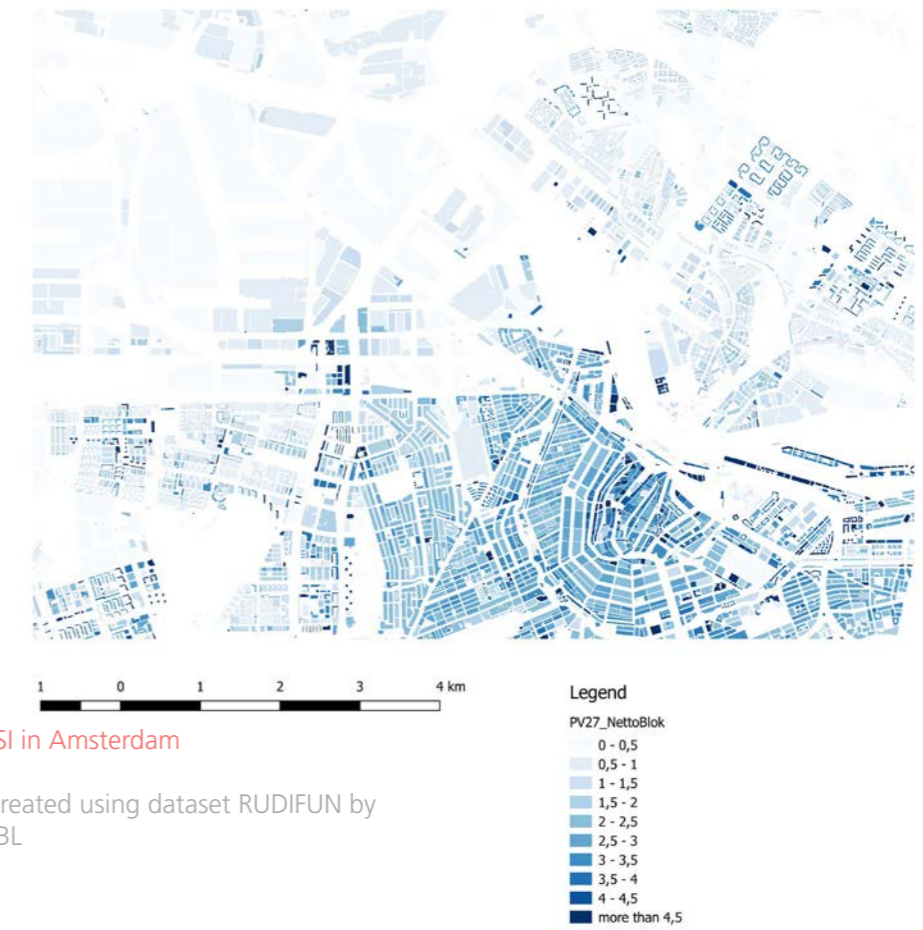 1 0 1 2 3 4 km
SI in Amsterdam
reated using dataset RUDIFUN by
BL
Legend
PV27_NettoBlok
0 - 0,5
0,5 - 1
1 - 1,5
1,5 - 2
2 - 2,5
2,5 - 3
3 - 3,5
3,5 - 4
4 - 4,5
more than 4,5